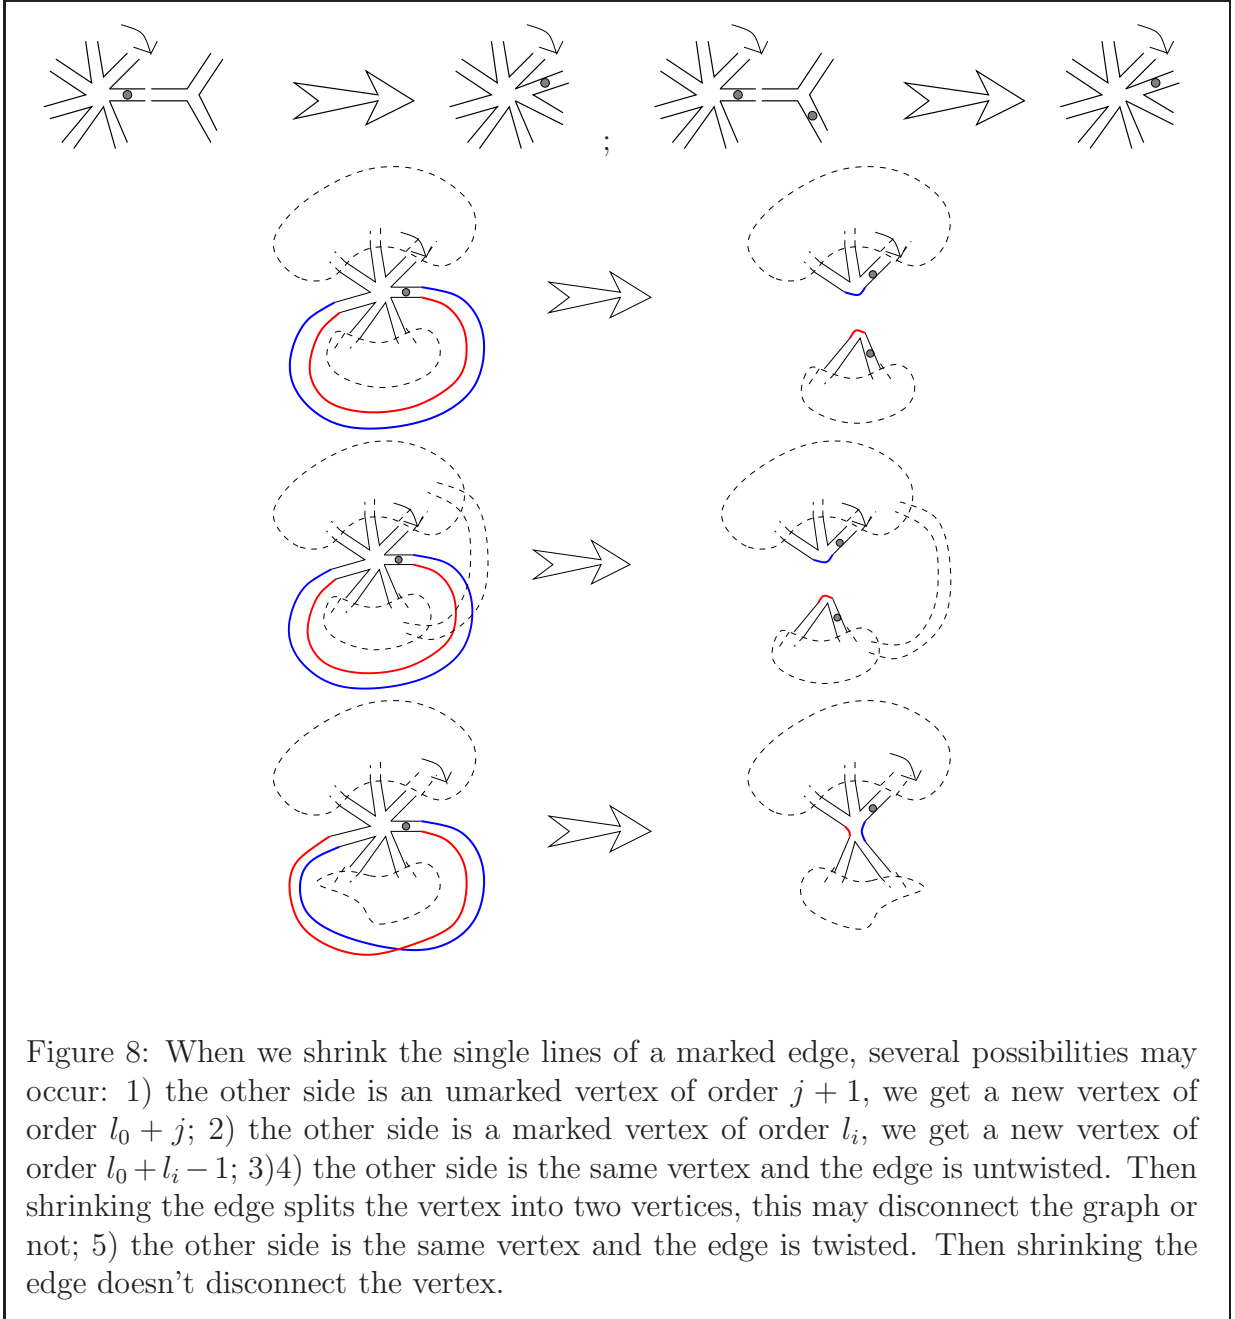 ;
Figure 8: When we shrink the single lines of a marked edge, several possibilities may
occur: 1) the other side is an umarked vertex of order j + 1, we get a new vertex of
order l₀ + j; 2) the other side is a marked vertex of order lᵢ, we get a new vertex of
order l₀ + lᵢ − 1; 3)4) the other side is the same vertex and the edge is untwisted. Then
shrinking the edge splits the vertex into two vertices, this may disconnect the graph or
not; 5) the other side is the same vertex and the edge is twisted. Then shrinking the
edge doesn't disconnect the vertex.